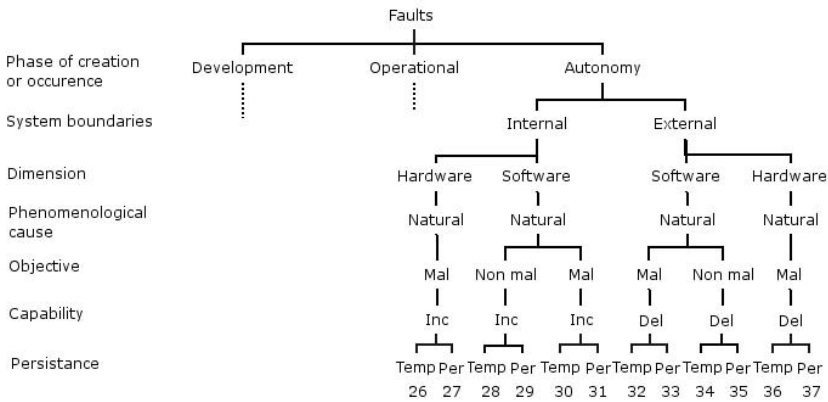 Faults
Phase of creation
or occurence
Development Operational Autonomy
System boundaries Internal External
Dimension Hardware Software Software Hardware
Phenomenological
cause
Natural Natural Natural Natural
Objective Mal Non mal Mal Mal Non mal Mal
Capability Inc Inc Inc Del Del Del
Persistance Temp Per Temp Per Temp Per Temp Per Temp Per Temp Per
26 27 28 29 30 31 32 33 34 35 36 37